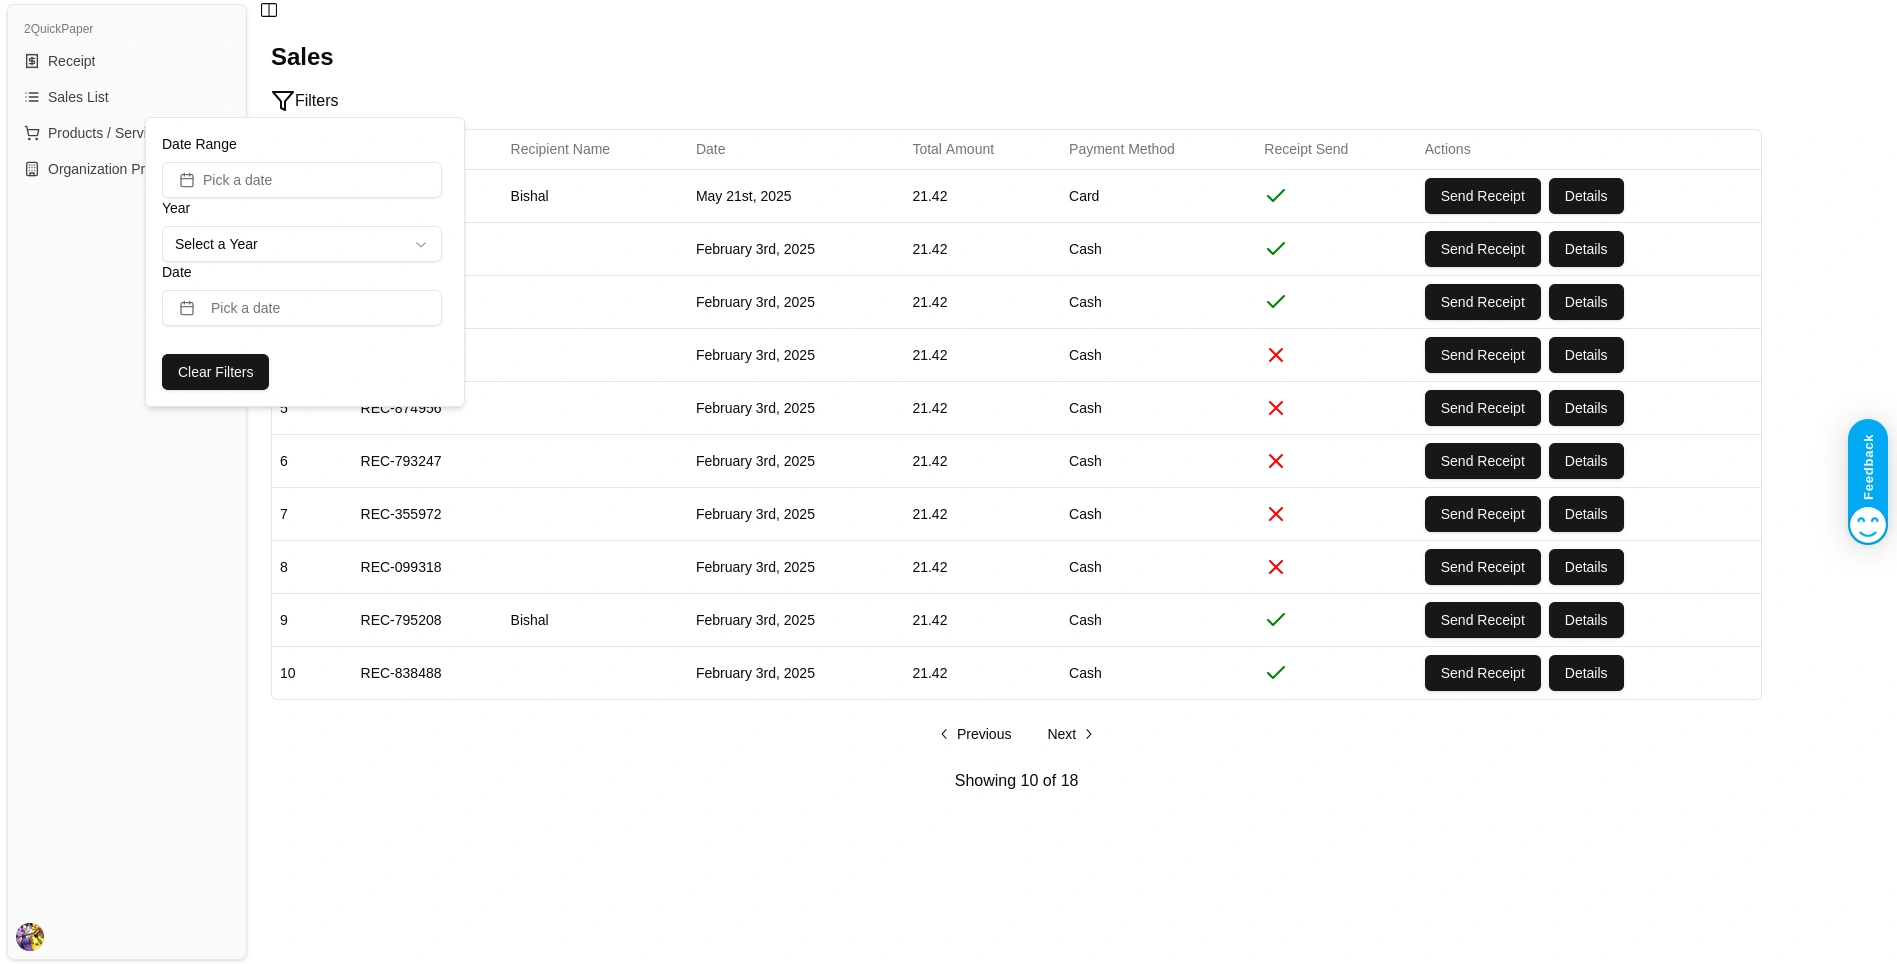 2QuickPaper
Receipt
Sales List
Products / Servi
Organization Pr
Sales
Filters
Date Range
Pick a date
Year
Select a Year
Date
Pick a date
Clear Filters
Recipient Name Date Total Amount Payment Method Receipt Send Actions
Bishal May 21st, 2025 21.42 Card Send Receipt Details
February 3rd, 2025 21.42 Cash Send Receipt Details
February 3rd, 2025 21.42 Cash Send Receipt Details
February 3rd, 2025 21.42 Cash Send Receipt Details
5 REC-874956 February 3rd, 2025 21.42 Cash Send Receipt Details
6 REC-793247 February 3rd, 2025 21.42 Cash Send Receipt Details
7 REC-355972 February 3rd, 2025 21.42 Cash Send Receipt Details
8 REC-099318 February 3rd, 2025 21.42 Cash Send Receipt Details
9 REC-795208 Bishal February 3rd, 2025 21.42 Cash Send Receipt Details
10 REC-838488 February 3rd, 2025 21.42 Cash Send Receipt Details
Previous Next
Showing 10 of 18
Feedback